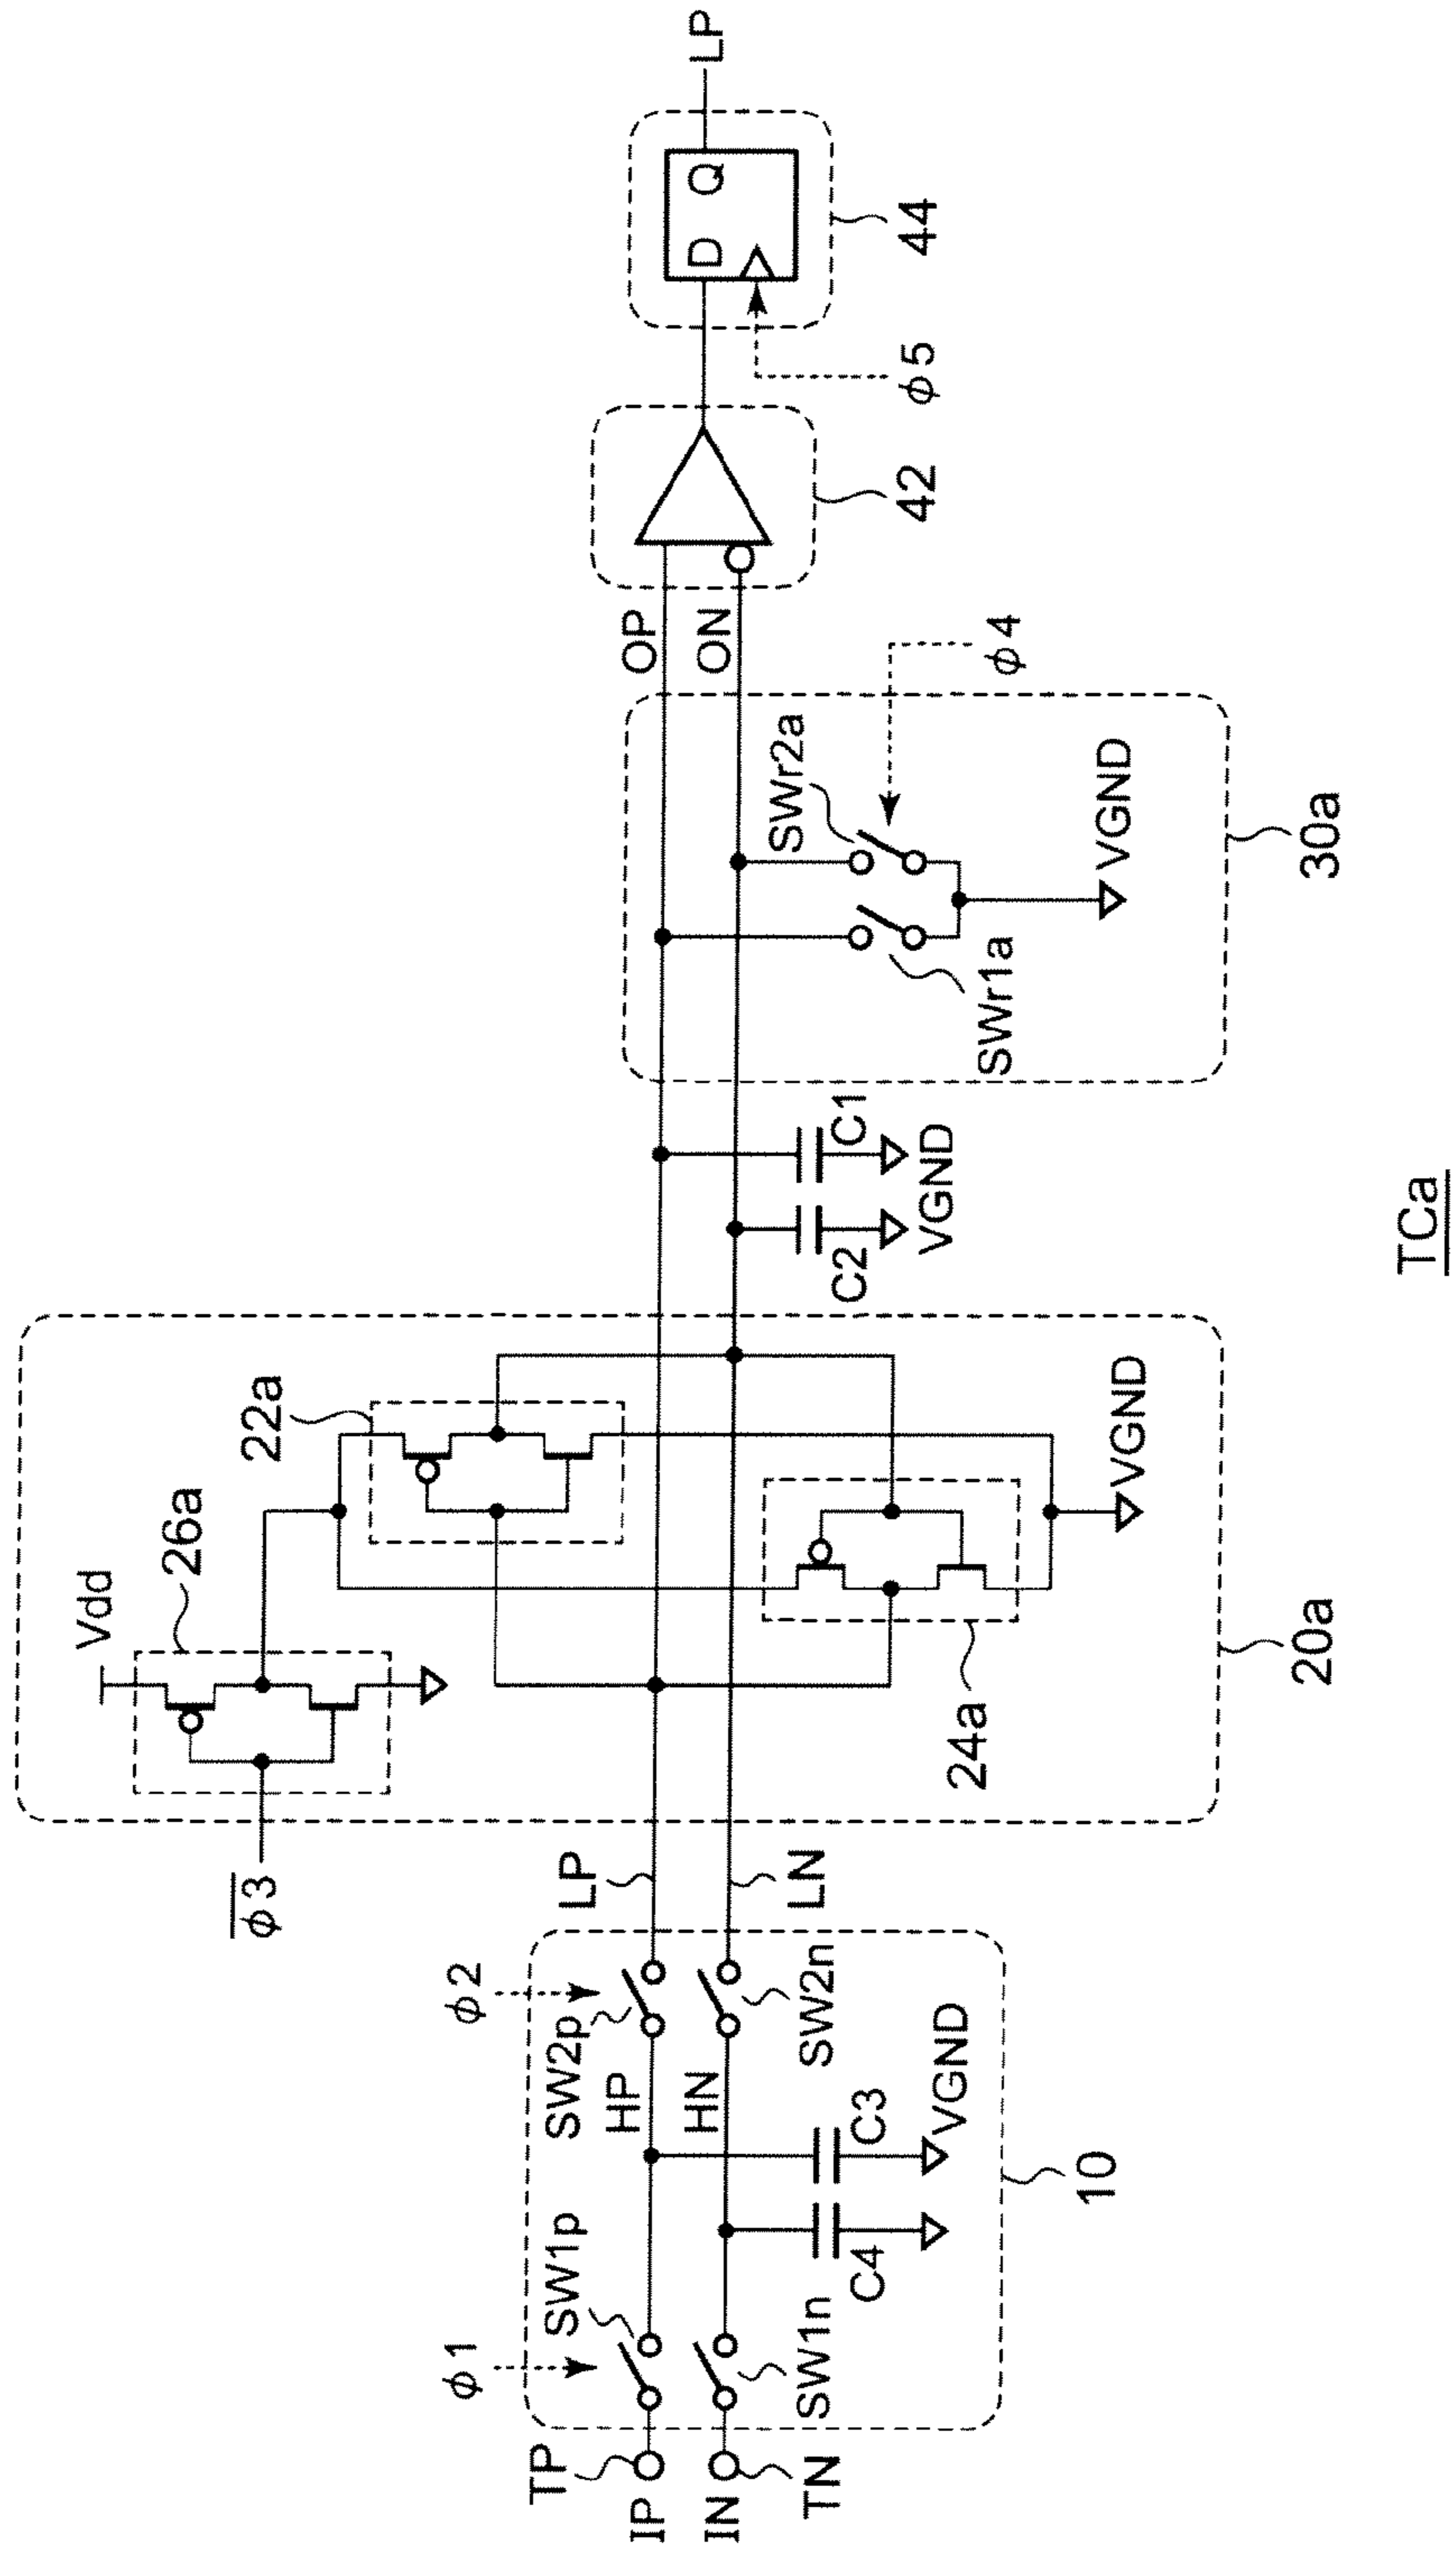 TP
IP
IN
TN
φ1
SW1p
SW1n
C4
C3
VGND
HP
HN
SW2p
φ2
SW2n
10
LP
LN
φ3
Vdd
26a
22a
24a
VGND
20a
C2
C1
VGND
SWr1a
SWr2a
φ4
VGND
30a
OP
ON
42
φ5
D Q
44
LP
TCa